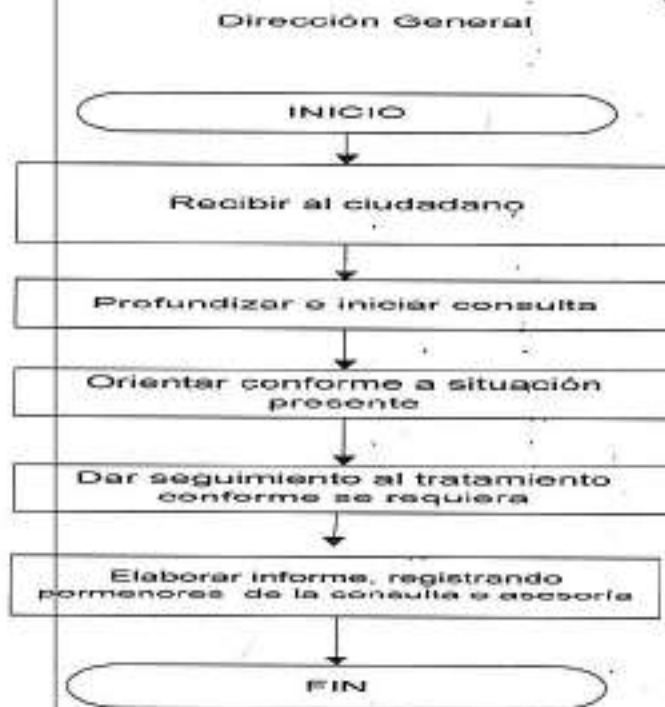 Dirección General
INICIO
Recibir al ciudadano
Profundizar e iniciar consulta
Orientar conforme a situación
presente
Dar seguimiento al tratamiento
conforme se requiera
Elaborar informe, registrando
pormenores de la consulta o asesoría
FIN